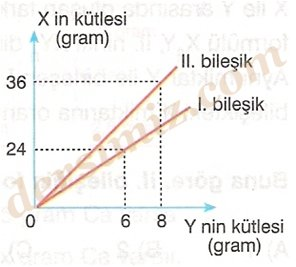 X in kütlesi
(gram)
II. bileşik
36
I. bileşik
24
0
6
8
Y nin kütlesi
(gram)
dersimiz.com